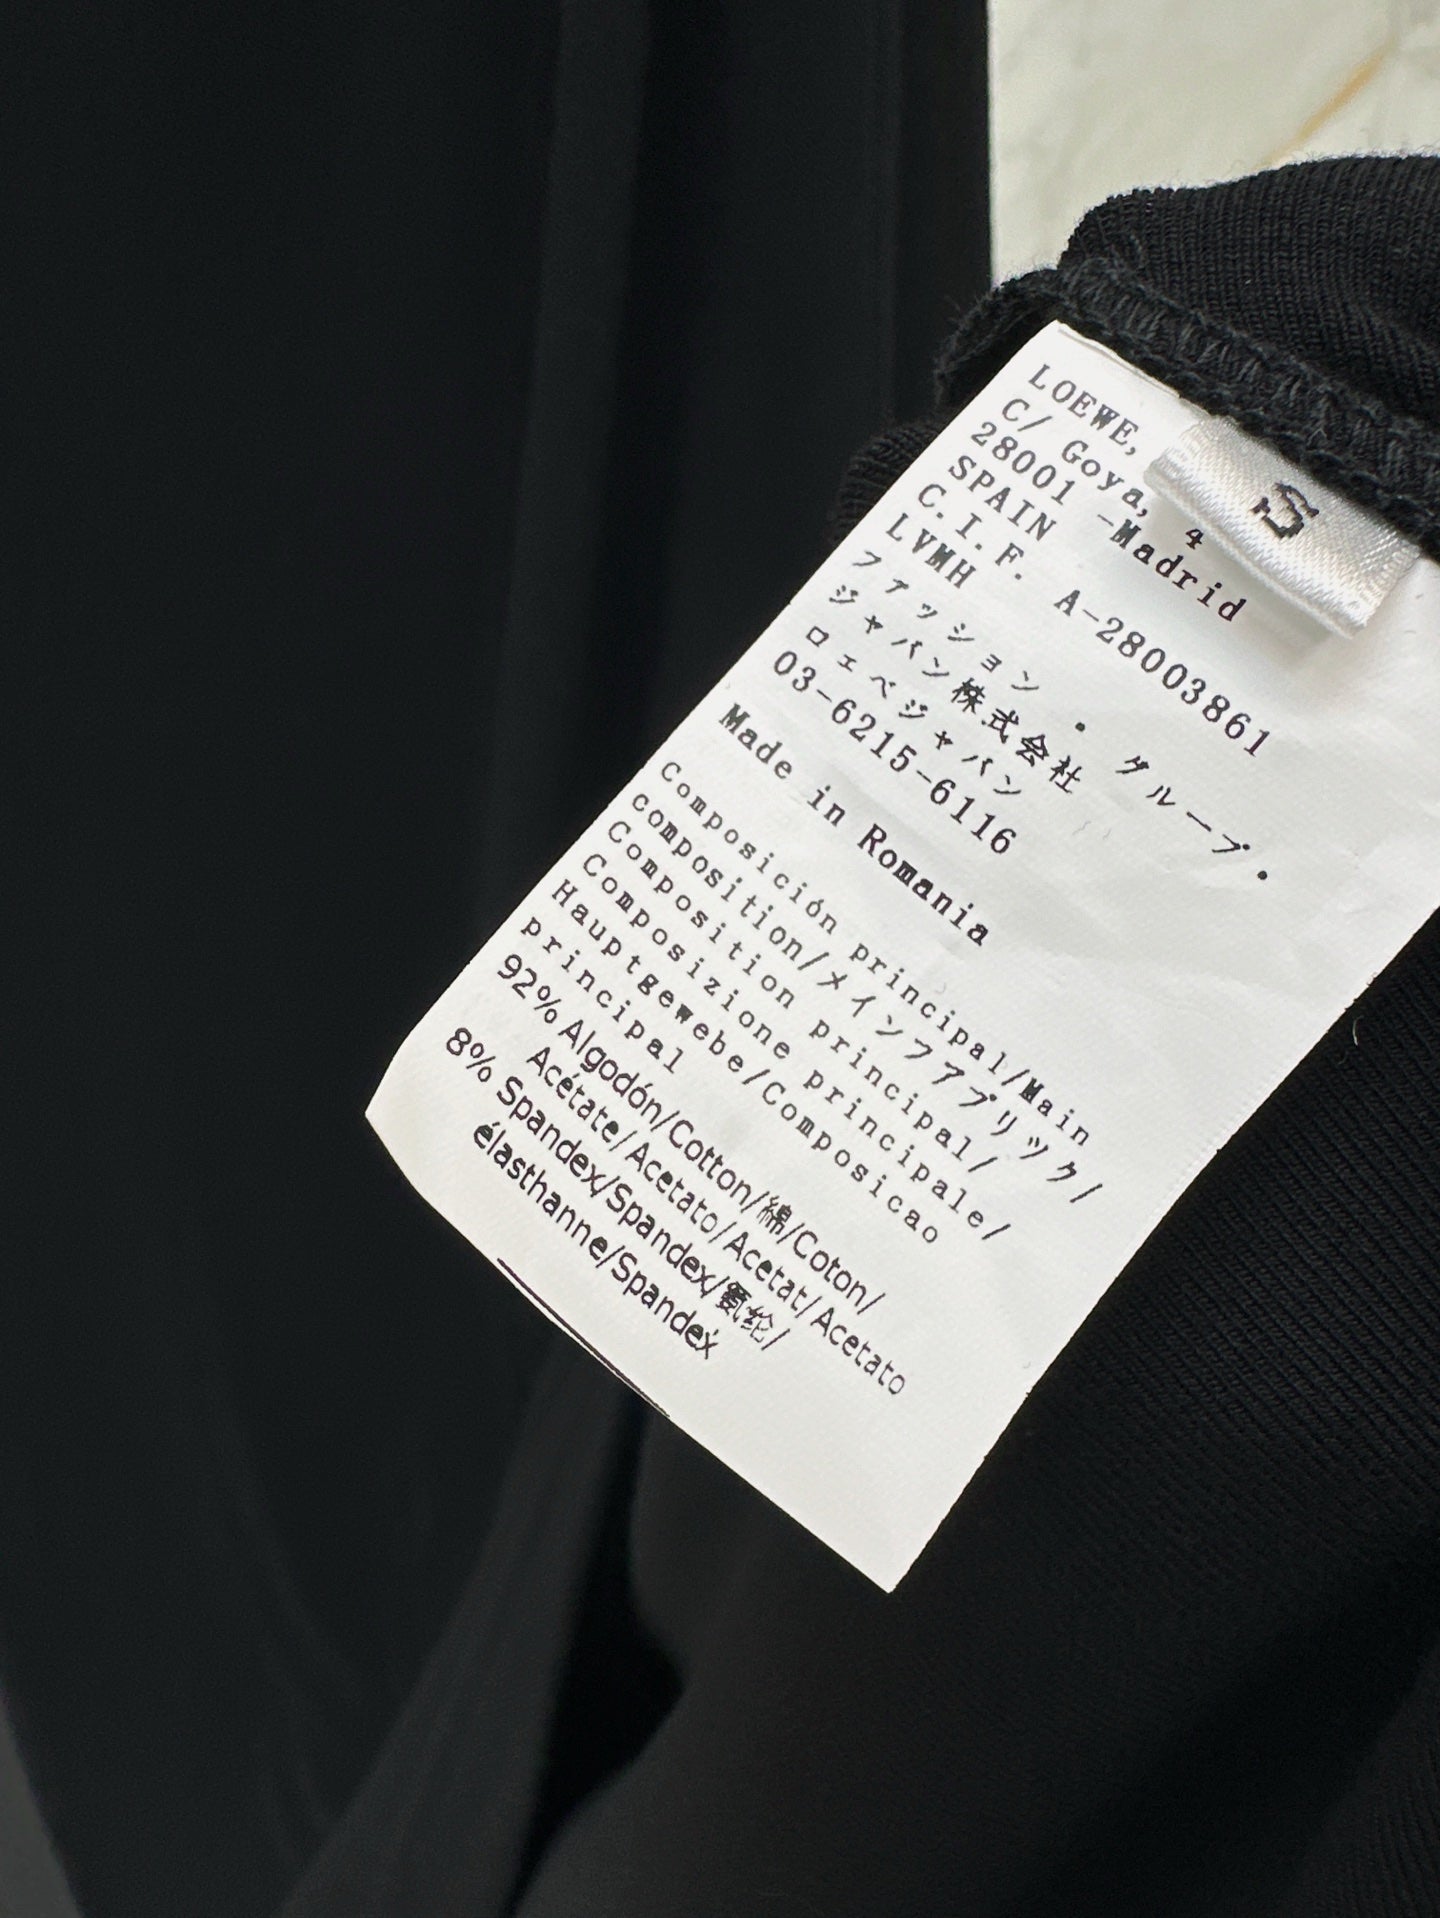 LOEWE,
C/ Goya, 4
28001 -Madrid
SPAIN
C.I.F. A-28003861
LVMH
ファッション ・ グループ・
ジャパン株式会社
ロエベジャパン
03-6215-6116
Made in Romania
Composición principal/Main
composition/メインファブリック/
Composition principal/
Composizione principale/
Hauptgewebe/Composicao
principal
92% Algodón/Cotton/綿/Coton/
Acétate/Acetato/Acetat/Acetato
8% Spandex/Spandex/氨纶/
élasthanne/Spandex
S